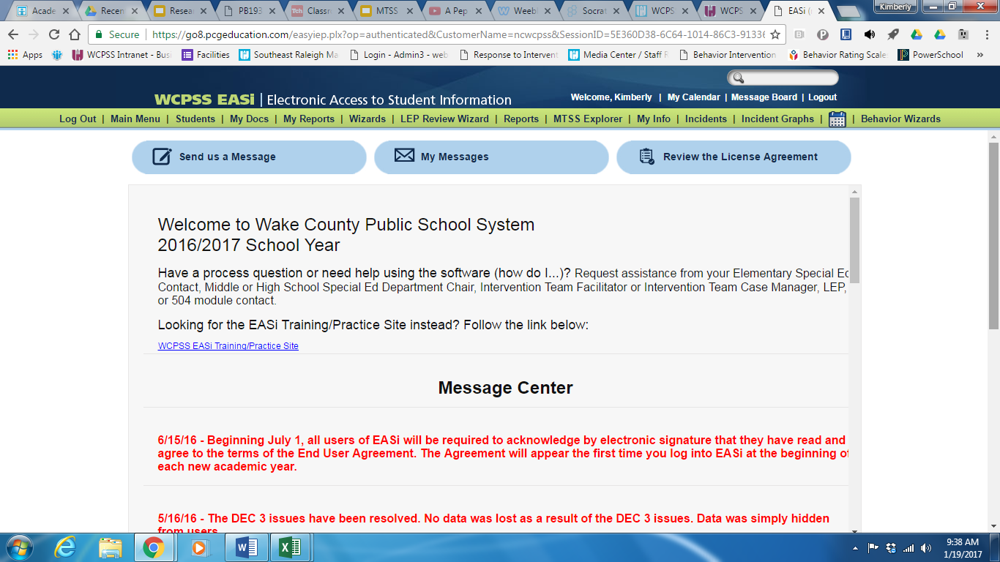 Acade
Recen
Resea
PB193
Classr
MTSS
A Pep
Weebl
Socrat
WCPS
WCPS
EASi (
Kimberly
Secure
https://go8.pcgeducation.com/easyiep.plx?op=authenticated&CustomerName=ncwcpss&SessionID=5E360D38-6C64-1014-86C3-91336
Apps
WCPSS Intranet - Busi
Facilities
Southeast Raleigh Ma
Login - Admin3 - web
Response to Intervent
Media Center / Staff R
Behavior Intervention
Behavior Rating Scale
PowerSchool
»
WCPSS EASi | Electronic Access to Student Information
Welcome, Kimberly | My Calendar | Message Board | Logout
Log Out | Main Menu | Students | My Docs | My Reports | Wizards | LEP Review Wizard | Reports | MTSS Explorer | My Info | Incidents | Incident Graphs | | Behavior Wizards
Send us a Message
My Messages
Review the License Agreement
Welcome to Wake County Public School System
2016/2017 School Year
Have a process question or need help using the software (how do I...)? Request assistance from your Elementary Special Ed
Contact, Middle or High School Special Ed Department Chair, Intervention Team Facilitator or Intervention Team Case Manager, LEP,
or 504 module contact.
Looking for the EASi Training/Practice Site instead? Follow the link below:
WCPSS EASi Training/Practice Site
Message Center
6/15/16 - Beginning July 1, all users of EASi will be required to acknowledge by electronic signature that they have read and
agree to the terms of the End User Agreement. The Agreement will appear the first time you log into EASi at the beginning of
each new academic year.
5/16/16 - The DEC 3 issues have been resolved. No data was lost as a result of the DEC 3 issues. Data was simply hidden
from users
9:38 AM
1/19/2017